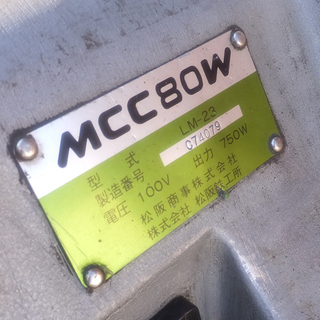 MCC80W
型式 LM-23
製造番号 C74079
電圧 100V 出力 750W
松阪商事株式会社
株式会社 松阪鉄工所